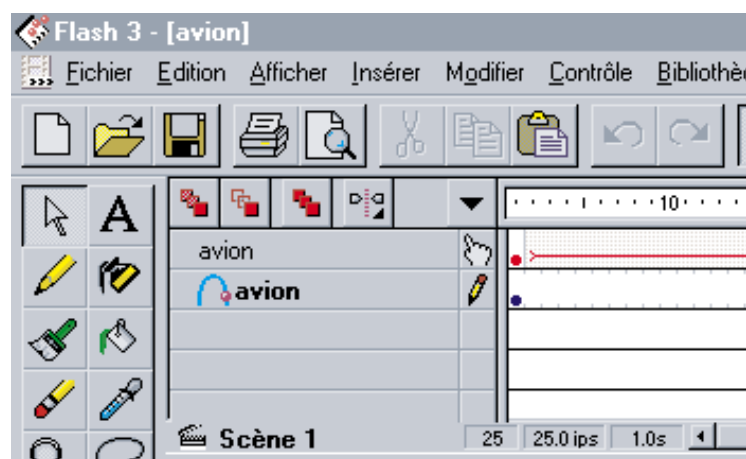 Flash 3 - [avion]
Fichier Edition Afficher Insérer Modifier Contrôle Bibliothè
A
10
avion
avion
Scène 1 25 25.0 ips 1.0s